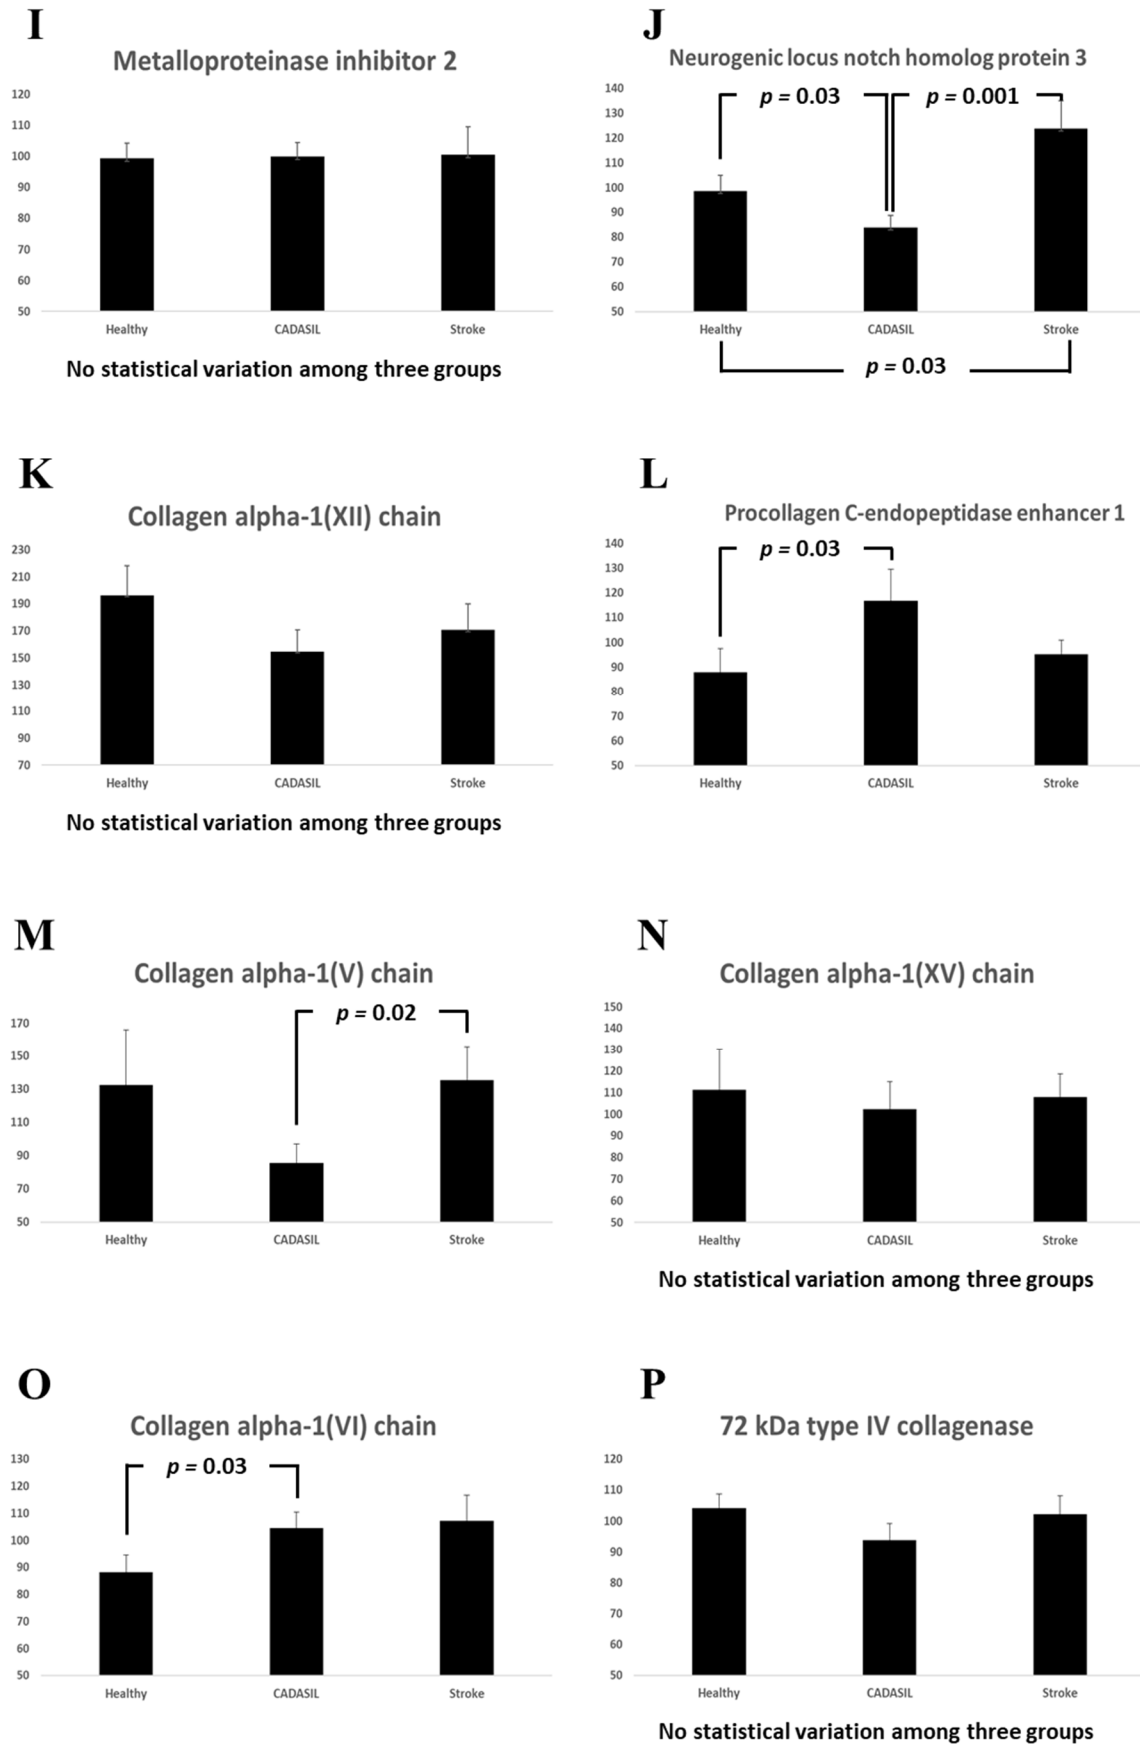 I
Metalloproteinase inhibitor 2
120
110
100
90
80
70
60
50
Healthy CADASIL Stroke
No statistical variation among three groups
J
Neurogenic locus notch homolog protein 3
p = 0.03 p = 0.001
140
130
120
110
100
90
80
70
60
50
Healthy CADASIL Stroke
p = 0.03
K
Collagen alpha-1(XII) chain
230
210
190
170
150
130
110
90
70
Healthy CADASIL Stroke
No statistical variation among three groups
L
Procollagen C-endopeptidase enhancer 1
p = 0.03
140
130
120
110
100
90
80
70
60
50
Healthy CADASIL Stroke
M
Collagen alpha-1(V) chain
p = 0.02
170
150
130
110
90
70
50
Healthy CADASIL Stroke
N
Collagen alpha-1(XV) chain
150
140
130
120
110
100
90
80
70
60
50
Healthy CADASIL Stroke
No statistical variation among three groups
O
Collagen alpha-1(VI) chain
p = 0.03
130
120
110
100
90
80
70
60
50
Healthy CADASIL Stroke
P
72 kDa type IV collagenase
120
110
100
90
80
70
60
50
Healthy CADASIL Stroke
No statistical variation among three groups